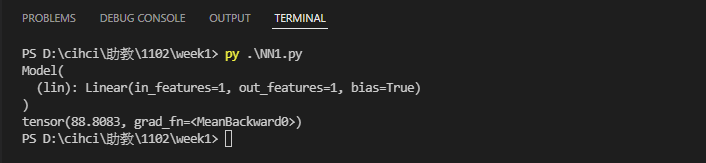 PROBLEMS DEBUG CONSOLE OUTPUT TERMINAL
PS D:\cihci\助教\1102\week1> py .\NN1.py
Model(
  (lin): Linear(in_features=1, out_features=1, bias=True)
)
tensor(88.8083, grad_fn=<MeanBackward0>)
PS D:\cihci\助教\1102\week1>